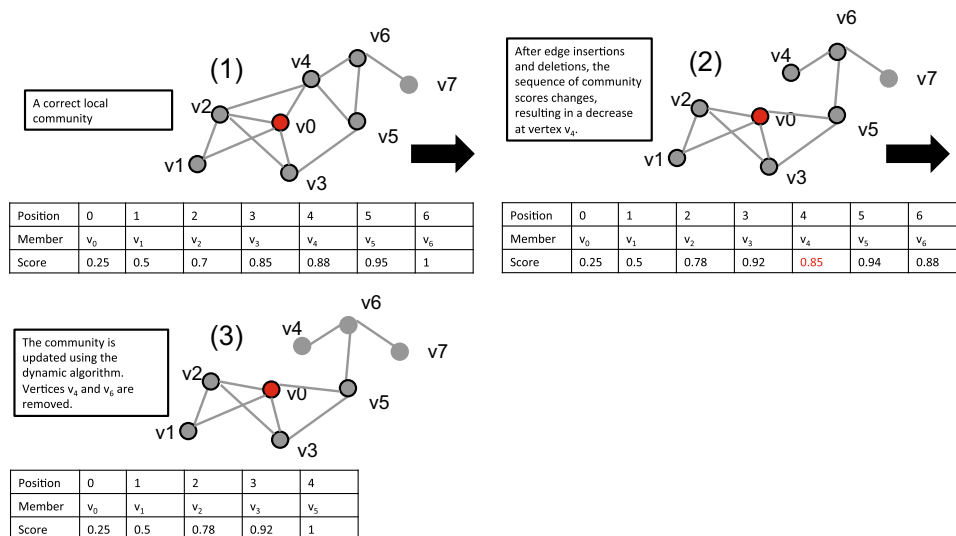 (1)
A correct local
community
v6
v4
v7
v2
v0
v5
v1
v3
Position 0 1 2 3 4 5 6
Member v0 v1 v2 v3 v4 v5 v6
Score 0.25 0.5 0.7 0.85 0.88 0.95 1
(2)
After edge insertions
and deletions, the
sequence of community
scores changes,
resulting in a decrease
at vertex v4.
v6
v4
v7
v2
v0
v5
v1
v3
Position 0 1 2 3 4 5 6
Member v0 v1 v2 v3 v4 v5 v6
Score 0.25 0.5 0.78 0.92 0.85 0.94 0.88
(3)
The community is
updated using the
dynamic algorithm.
Vertices v4 and v6 are
removed.
v6
v4
v7
v2
v0
v5
v1
v3
Position 0 1 2 3 4
Member v0 v1 v2 v3 v5
Score 0.25 0.5 0.78 0.92 1